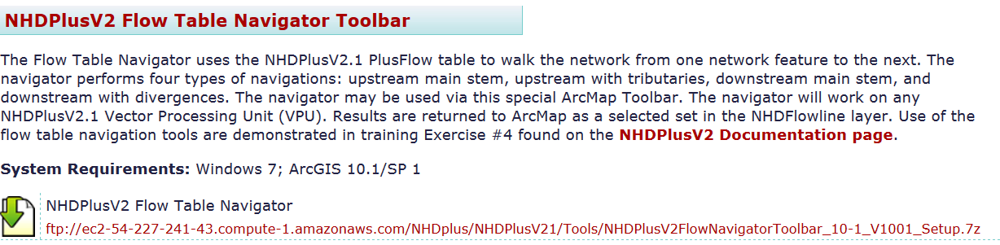 NHDPlusV2 Flow Table Navigator Toolbar
The Flow Table Navigator uses the NHDPlusV2.1 PlusFlow table to walk the network from one network feature to the next. The
navigator performs four types of navigations: upstream main stem, upstream with tributaries, downstream main stem, and
downstream with divergences. The navigator may be used via this special ArcMap Toolbar. The navigator will work on any
NHDPlusV2.1 Vector Processing Unit (VPU). Results are returned to ArcMap as a selected set in the NHDFlowline layer. Use of the
flow table navigation tools are demonstrated in training Exercise #4 found on the NHDPlusV2 Documentation page.
System Requirements: Windows 7; ArcGIS 10.1/SP 1
NHDPlusV2 Flow Table Navigator
ftp://ec2-54-227-241-43.compute-1.amazonaws.com/NHDplus/NHDPlusV21/Tools/NHDPlusV2FlowNavigatorToolbar_10-1_V1001_Setup.7z